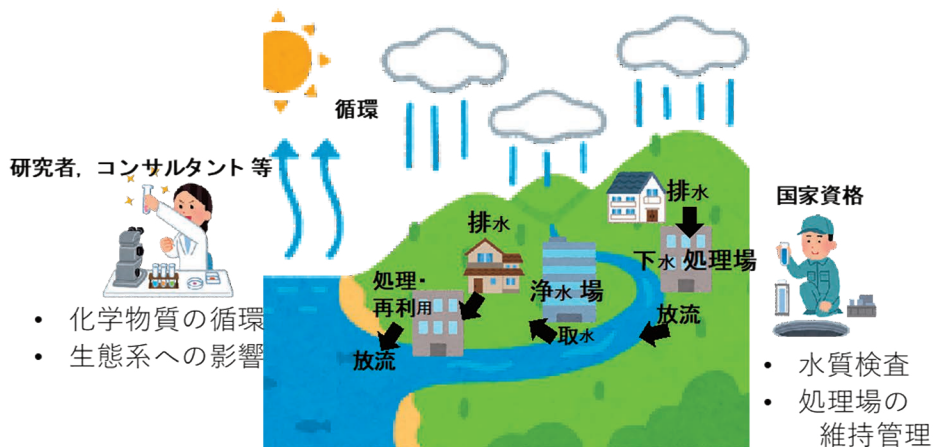 循環
研究者，コンサルタント 等
• 化学物質の循環
• 生態系への影響
排水
処理・
再利用
放流
浄水 場
取水
排水
下水 処理場
放流
国家資格
• 水質検査
• 処理場の
維持管理